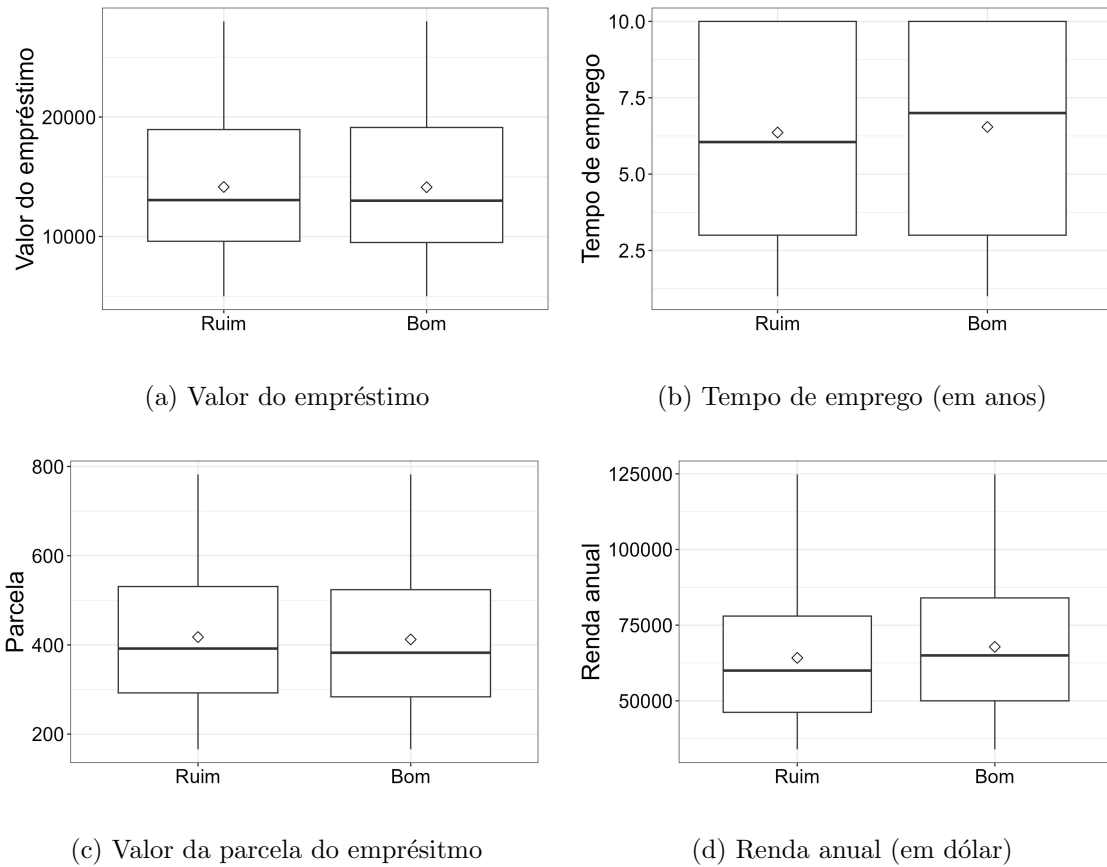 Valor do empréstimo
20000
10000
Ruim Bom
(a) Valor do empréstimo
Tempo de emprego
10.0
7.5
5.0
2.5
Ruim Bom
(b) Tempo de emprego (em anos)
Parcela
800
600
400
200
Ruim Bom
(c) Valor da parcela do emprésitmo
Renda anual
125000
100000
75000
50000
Ruim Bom
(d) Renda anual (em dólar)